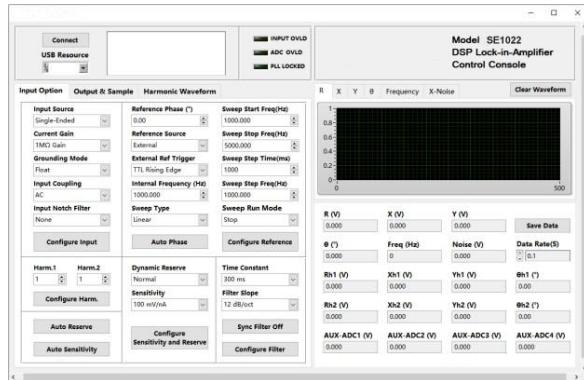 Connect
USB Resource
INPUT OVLD
ADC OVLD
PLL LOCKED
Model SE1022
DSP Lock-in-Amplifier
Control Console
Input Option Output & Sample Harmonic Waveform
Input Source Reference Phase (°) Sweep Start Freq(Hz)
Single-Ended 0.00 1000.000
Current Gain Reference Source Sweep Stop Freq(Hz)
1MΩ Gain External 5000.000
Grounding Mode External Ref Trigger Sweep Step Time(ms)
Float TTL Rising Edge 1000
Input Coupling Internal Frequency (Hz) Sweep Step Freq(Hz)
AC 1000.000 1000.000
Input Notch Filter Sweep Type Sweep Run Mode
None Linear Stop
Configure Input Auto Phase Configure Reference
Harm.1 Harm.2 Dynamic Reserve Time Constant
1 1 Normal 300 ms
Sensitivity Filter Slope
Configure Harm. 100 mV/nA 12 dB/oct
Auto Reserve Configure Sync Filter Off
Sensitivity and Reserve
Auto Sensitivity Configure Filter
R X Y θ Frequency X-Noise Clear Waveform
1
0.8
0.6
0.4
0.2
0
0 500
R (V) X (V) Y (V)
0.000 0.000 0.000 Save Data
θ (°) Freq (Hz) Noise (V) Data Rate(S)
0.000 0 0.000 0.1
Rh1 (V) Xh1 (V) Yh1 (V) θh1 (°)
0.000 0.000 0.000 0.00
Rh2 (V) Xh2 (V) Yh2 (V) θh2 (°)
0.000 0.000 0.000 0.00
AUX-ADC1 (V) AUX-ADC2 (V) AUX-ADC3 (V) AUX-ADC4 (V)
0.000 0.000 0.000 0.000